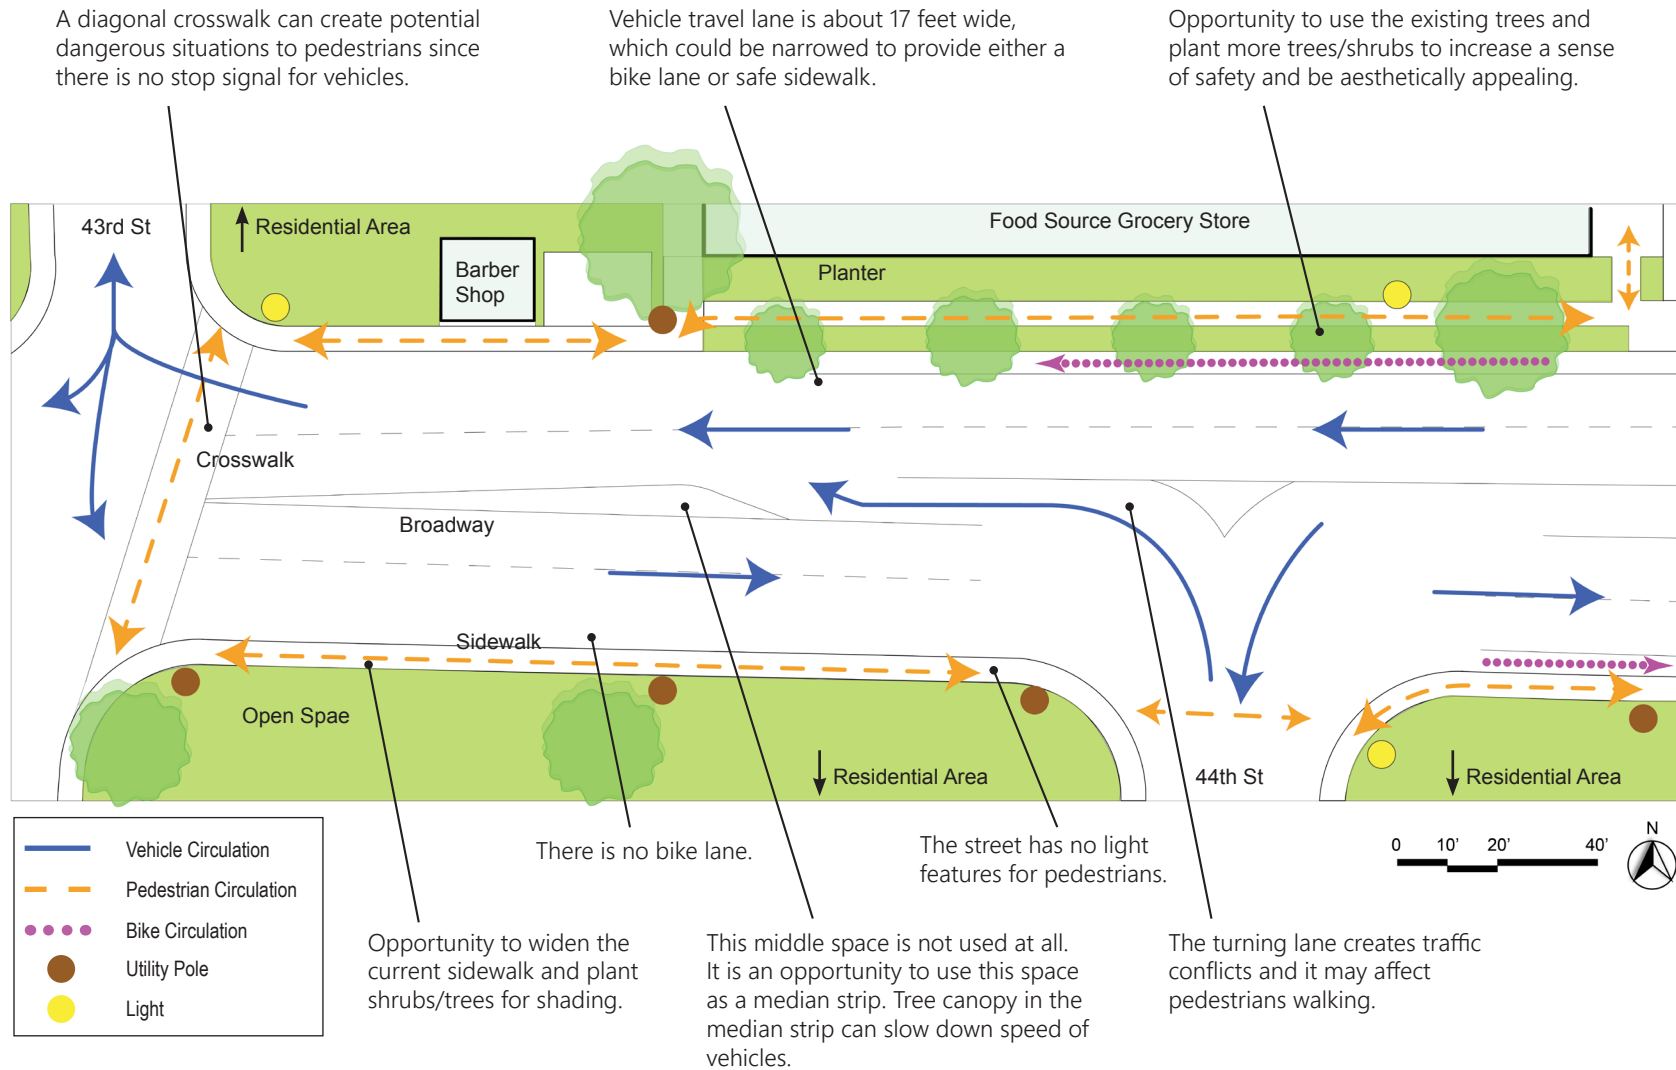 A diagonal crosswalk can create potential
dangerous situations to pedestrians since
there is no stop signal for vehicles.
Vehicle travel lane is about 17 feet wide,
which could be narrowed to provide either a
bike lane or safe sidewalk.
Opportunity to use the existing trees and
plant more trees/shrubs to increase a sense
of safety and be aesthetically appealing.
43rd St
Residential Area
Barber
Shop
Food Source Grocery Store
Planter
Crosswalk
Broadway
Sidewalk
Open Spae
Residential Area
44th St
Residential Area
Vehicle Circulation
Pedestrian Circulation
Bike Circulation
Utility Pole
Light
There is no bike lane.
The street has no light
features for pedestrians.
0 10' 20' 40'
N
Opportunity to widen the
current sidewalk and plant
shrubs/trees for shading.
This middle space is not used at all.
It is an opportunity to use this space
as a median strip. Tree canopy in the
median strip can slow down speed of
vehicles.
The turning lane creates traffic
conflicts and it may affect
pedestrians walking.